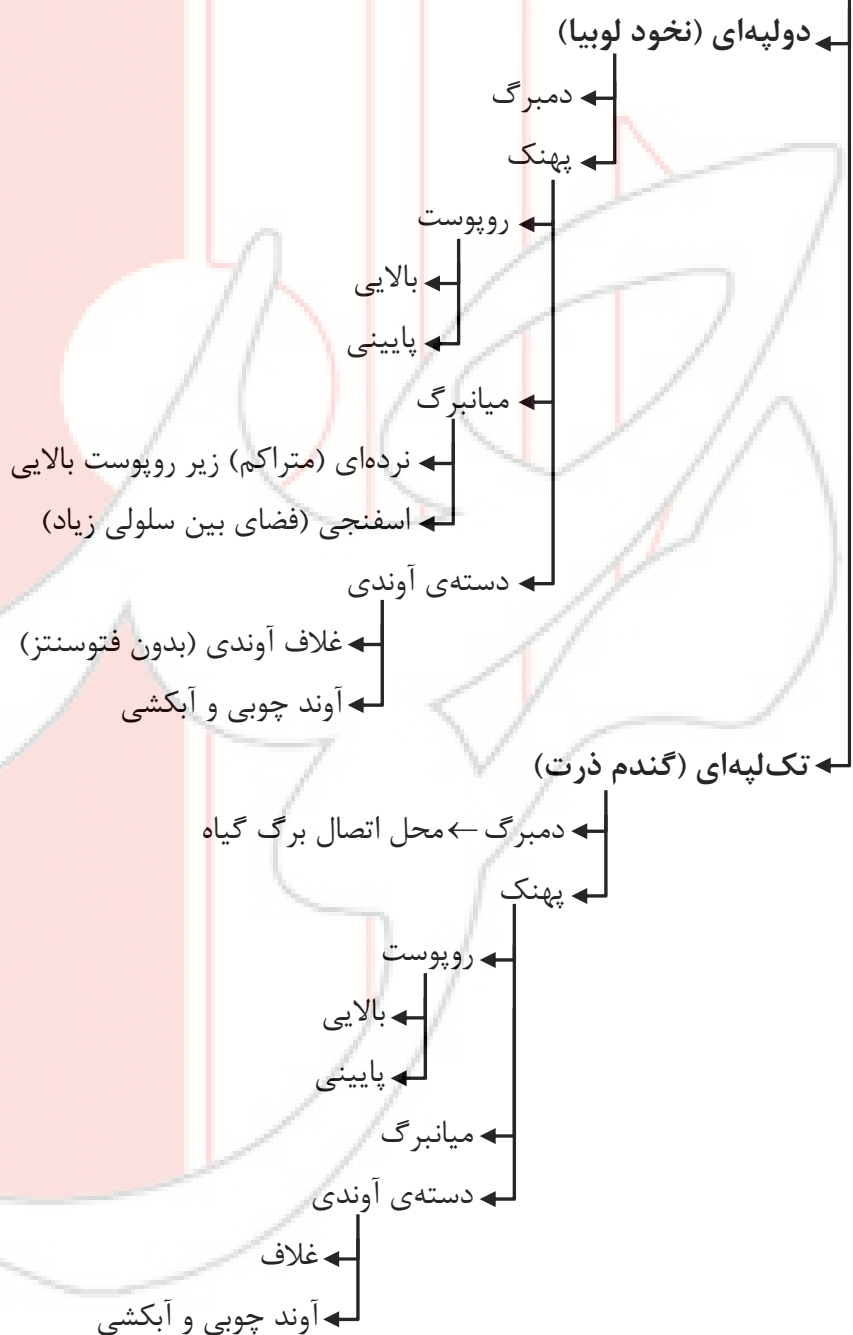 دولپه‌ای (نخود لوبیا)
دمبرگ
پهنک
روپوست
بالایی
پایینی
میانبرگ
نرده‌ای (متراکم) زیر روپوست بالایی
اسفنجی (فضای بین سلولی زیاد)
دسته‌ی آوندی
غلاف آوندی (بدون فتوسنتز)
آوند چوبی و آبکشی
تک‌لپه‌ای (گندم ذرت)
دمبرگ ← محل اتصال برگ گیاه
پهنک
روپوست
بالایی
پایینی
میانبرگ
دسته‌ی آوندی
غلاف
آوند چوبی و آبکشی